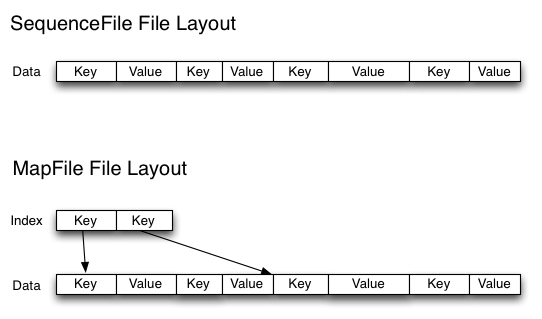 SequenceFile File Layout
Data Key Value Key Value Key Value Key Value
MapFile File Layout
Index Key Key
Data Key Value Key Value Key Value Key Value